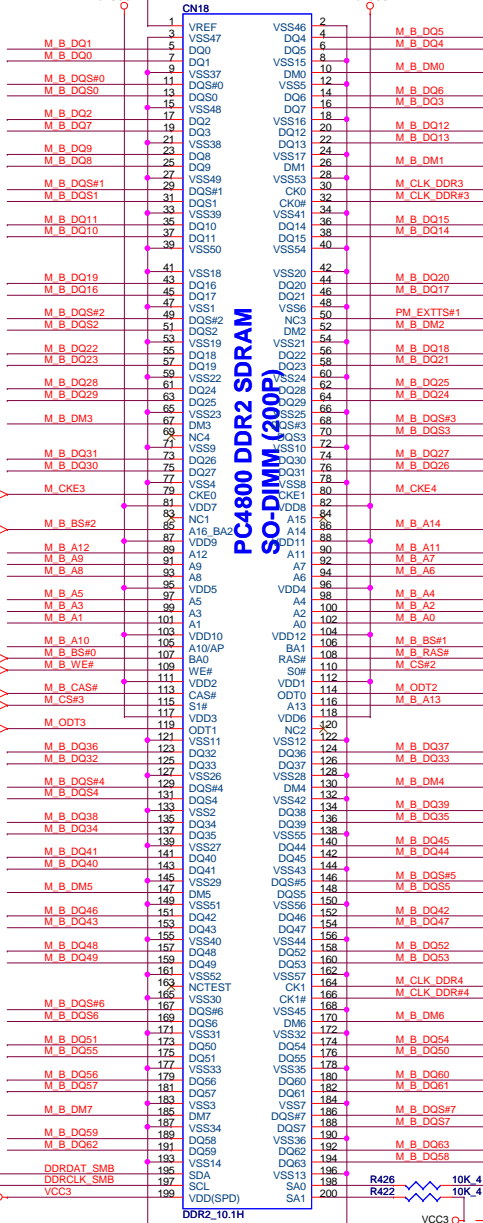 CN18
1 VREF VSS46 2
3 VSS47 DQ4 4 M_B_DQ5
M_B_DQ1 5 DQ0 DQ5 6 M_B_DQ4
M_B_DQ0 7 DQ1 VSS15 8
9 VSS37 DM0 10 M_B_DM0
M_B_DQS#0 11 DQS#0 VSS5 12
M_B_DQS0 13 DQS0 DQ6 14 M_B_DQ6
15 VSS48 DQ7 16 M_B_DQ3
M_B_DQ2 17 DQ2 VSS16 18
M_B_DQ7 19 DQ3 DQ12 20 M_B_DQ12
21 VSS38 DQ13 22 M_B_DQ13
M_B_DQ9 23 DQ8 VSS17 24
M_B_DQ8 25 DQ9 DM1 26 M_B_DM1
27 VSS49 VSS53 28
M_B_DQS#1 29 DQS#1 CK0 30 M_CLK_DDR3
M_B_DQS1 31 DQS1 CK0# 32 M_CLK_DDR#3
33 VSS39 VSS41 34
M_B_DQ11 35 DQ10 DQ14 36 M_B_DQ15
M_B_DQ10 37 DQ11 DQ15 38 M_B_DQ14
39 VSS50 VSS54 40
41 VSS18 VSS20 42
M_B_DQ19 43 DQ16 DQ20 44 M_B_DQ20
M_B_DQ16 45 DQ17 DQ21 46 M_B_DQ17
47 VSS1 VSS6 48
M_B_DQS#2 49 DQS#2 NC3 50 PM_EXTTS#1
M_B_DQS2 51 DQS2 DM2 52 M_B_DM2
53 VSS19 VSS21 54
M_B_DQ22 55 DQ18 DQ22 56 M_B_DQ18
M_B_DQ23 57 DQ19 DQ23 58 M_B_DQ21
59 VSS22 VSS24 60
M_B_DQ28 61 DQ24 DQ28 62 M_B_DQ25
M_B_DQ29 63 DQ25 DQ29 64 M_B_DQ24
65 VSS23 VSS25 66
M_B_DM3 67 DM3 DQS#3 68 M_B_DQS#3
69 NC4 DQS3 70 M_B_DQS3
71 VSS9 VSS10 72
M_B_DQ31 73 DQ26 DQ30 74 M_B_DQ27
M_B_DQ30 75 DQ27 DQ31 76 M_B_DQ26
77 VSS4 VSS8 78
M_CKE3 79 CKE0 CKE1 80 M_CKE4
81 VDD7 VDD8 82
83 NC1 A15 84
M_B_BS#2 85 A16_BA2 A14 86 M_B_A14
87 VDD9 VDD11 88
M_B_A12 89 A12 A11 90 M_B_A11
M_B_A9 91 A9 A7 92 M_B_A7
M_B_A8 93 A8 A6 94 M_B_A6
95 VDD5 VDD4 96
M_B_A5 97 A5 A4 98 M_B_A4
M_B_A3 99 A3 A2 100 M_B_A2
M_B_A1 101 A1 A0 102 M_B_A0
103 VDD10 VDD12 104
M_B_A10 105 A10/AP BA1 106 M_B_BS#1
M_B_BS#0 107 BA0 RAS# 108 M_B_RAS#
M_B_WE# 109 WE# S0# 110 M_CS#2
111 VDD2 VDD1 112
M_B_CAS# 113 CAS# ODT0 114 M_ODT2
M_CS#3 115 S1# A13 116 M_B_A13
117 VDD3 VDD6 118
M_ODT3 119 ODT1 NC2 120
121 VSS11 VSS12 122
M_B_DQ36 123 DQ32 DQ36 124 M_B_DQ37
M_B_DQ32 125 DQ33 DQ37 126 M_B_DQ33
127 VSS26 VSS28 128
M_B_DQS#4 129 DQS#4 DM4 130 M_B_DM4
M_B_DQS4 131 DQS4 VSS42 132
133 VSS2 DQ38 134 M_B_DQ39
M_B_DQ38 135 DQ34 DQ39 136 M_B_DQ35
M_B_DQ34 137 DQ35 VSS55 138
139 VSS27 DQ44 140 M_B_DQ45
M_B_DQ41 141 DQ40 DQ45 142 M_B_DQ44
M_B_DQ40 143 DQ41 VSS43 144
145 VSS29 DQS#5 146 M_B_DQS#5
M_B_DM5 147 DM5 DQS5 148 M_B_DQS5
149 VSS51 VSS56 150
M_B_DQ46 151 DQ42 DQ46 152 M_B_DQ42
M_B_DQ43 153 DQ43 DQ47 154 M_B_DQ47
155 VSS40 VSS44 156
M_B_DQ48 157 DQ48 DQ52 158 M_B_DQ52
M_B_DQ49 159 DQ49 DQ53 160 M_B_DQ53
161 VSS52 VSS57 162
163 NCTEST CK1 164 M_CLK_DDR4
165 VSS30 CK1# 166 M_CLK_DDR#4
M_B_DQS#6 167 DQS#6 VSS45 168
M_B_DQS6 169 DQS6 DM6 170 M_B_DM6
171 VSS31 VSS32 172
M_B_DQ51 173 DQ50 DQ54 174 M_B_DQ54
M_B_DQ55 175 DQ51 DQ55 176 M_B_DQ50
177 VSS33 VSS35 178
M_B_DQ56 179 DQ56 DQ60 180 M_B_DQ60
M_B_DQ57 181 DQ57 DQ61 182 M_B_DQ61
183 VSS3 VSS7 184
M_B_DM7 185 DM7 DQS#7 186 M_B_DQS#7
187 VSS34 DQS7 188 M_B_DQS7
M_B_DQ59 189 DQ58 VSS36 190
M_B_DQ62 191 DQ59 DQ62 192 M_B_DQ63
193 VSS14 DQ63 194 M_B_DQ58
DDRDAT_SMB 195 SDA VSS13 196
DDRCLK_SMB 197 SCL SA0 198 R426 10K_4
VCC3 199 VDD(SPD) SA1 200 R422 10K_4
DDR2_10.1H
VCC3
PC4800 DDR2 SDRAM
SO-DIMM (200P)